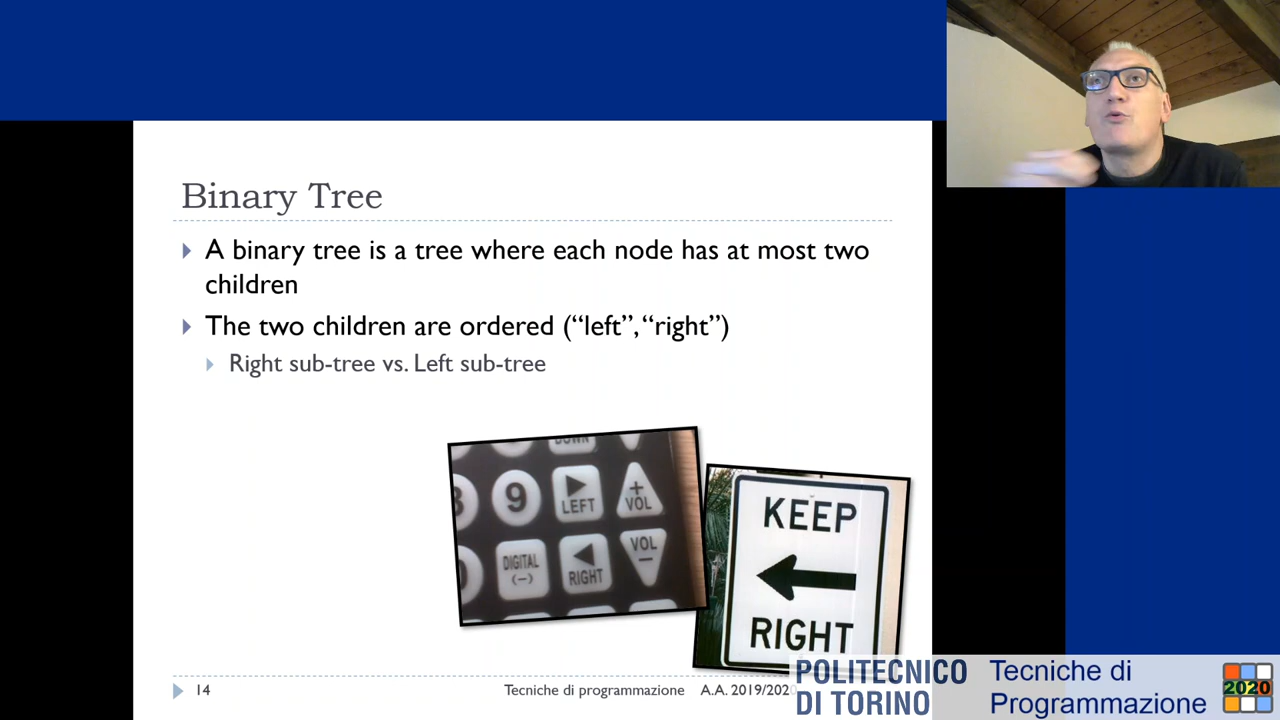 Binary Tree
A binary tree is a tree where each node has at most two
children
The two children are ordered (“left”, “right”)
Right sub-tree vs. Left sub-tree
DOWN
9
LEFT
+
VOL
DIGITAL
(-)
RIGHT
VOL
–
KEEP
RIGHT
14
Tecniche di programmazione A.A. 2019/2020
POLITECNICO
DI TORINO
Tecniche di
Programmazione
2020